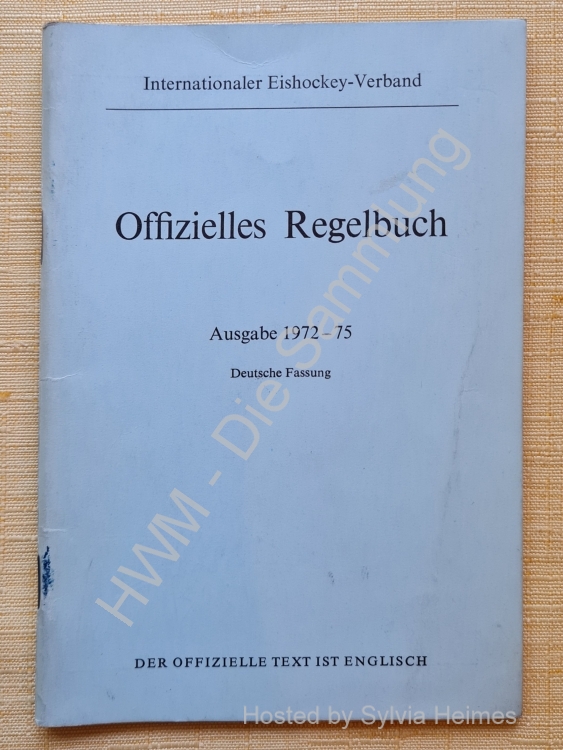 Internationaler Eishockey-Verband
Offizielles Regelbuch
Ausgabe 1972–75
Deutsche Fassung
HWM - Die Sammlung
DER OFFIZIELLE TEXT IST ENGLISCH
Hosted by Sylvia Heimes